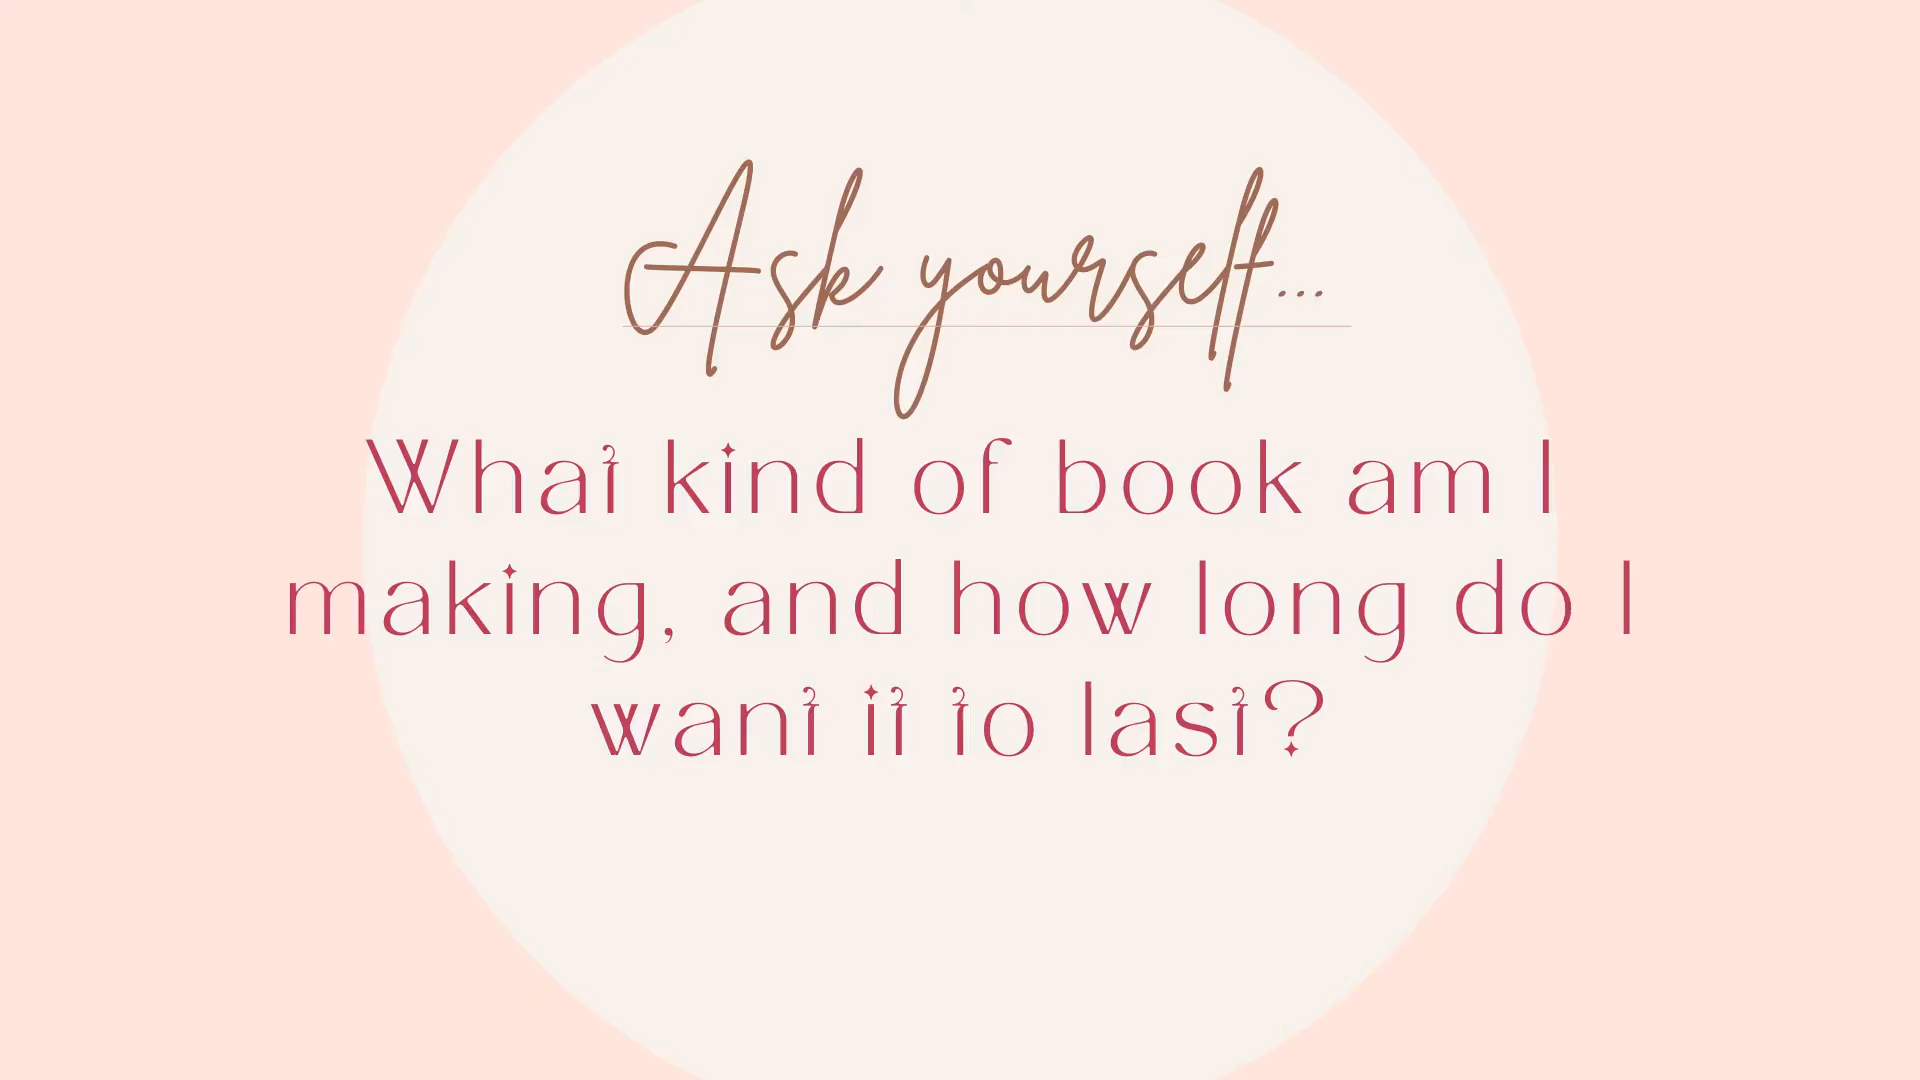 Ask yourself...
What kind of book am I
making, and how long do I
want it to last?